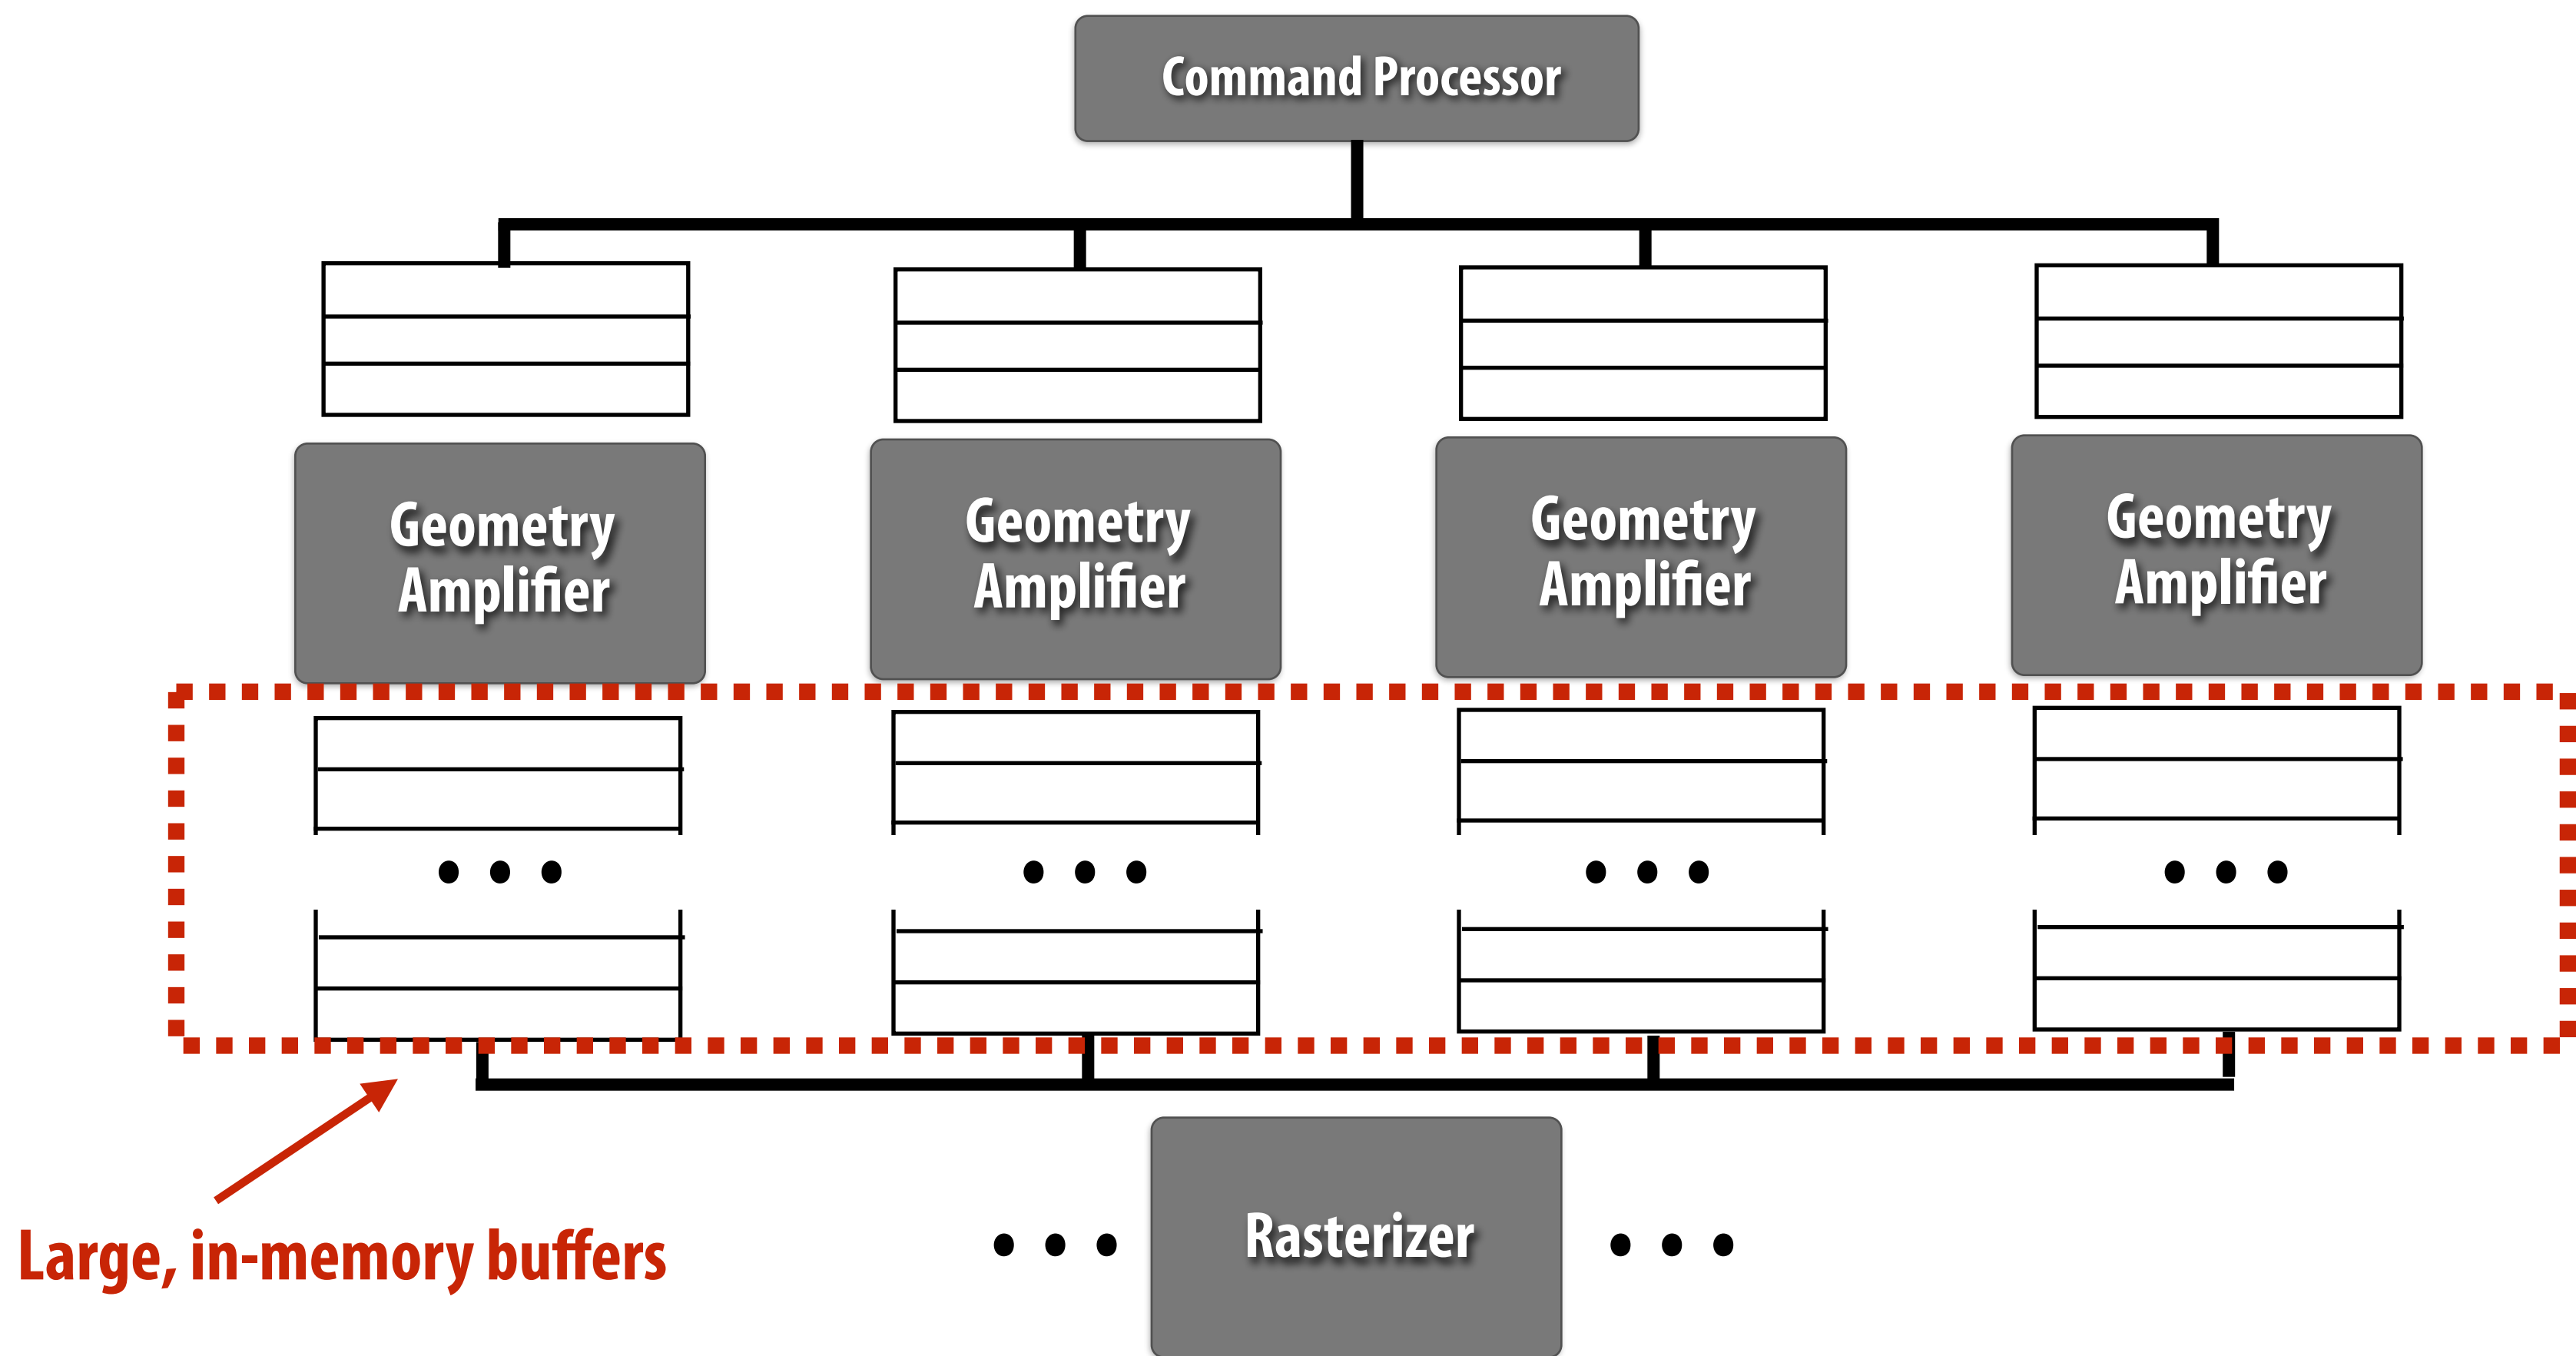 Command Processor
Geometry
Amplifier
Geometry
Amplifier
Geometry
Amplifier
Geometry
Amplifier
Large, in-memory buffers
Rasterizer